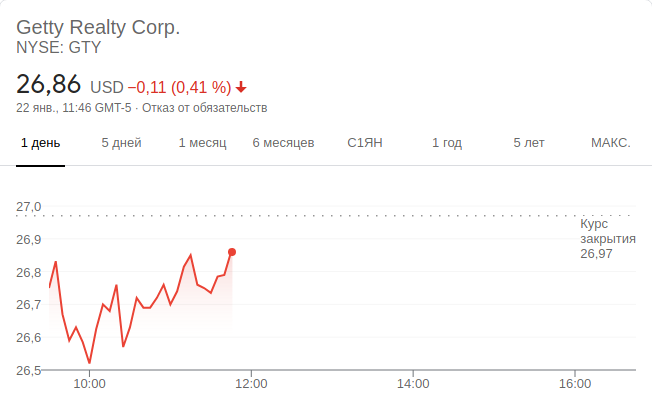 Getty Realty Corp.
NYSE: GTY
26,86 USD −0,11 (0,41 %)
22 янв., 11:46 GMT-5 · Отказ от обязательств
1 день 5 дней 1 месяц 6 месяцев С1ЯН 1 год 5 лет МАКС.
27,0
Курс
закрытия
26,97
26,9
26,8
26,7
26,6
26,5
10:00 12:00 14:00 16:00